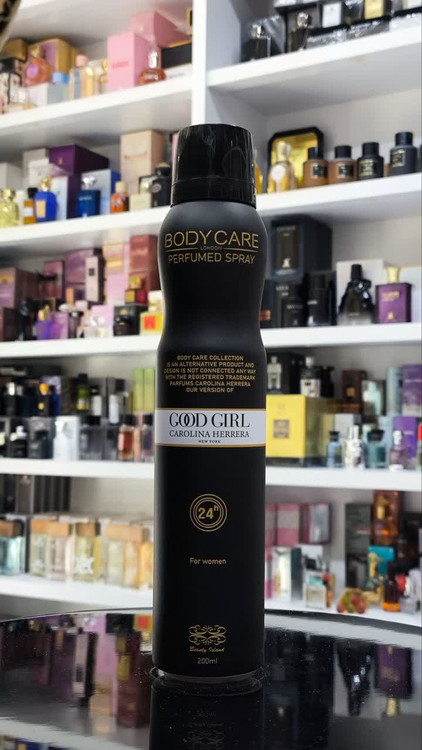 BODY CARE
LONDON
PERFUMED SPRAY
BODY CARE COLLECTION
IS AN ALTERNATIVE PRODUCT AND
DESIGN IS NOT CONNECTED ANY WAY
WITH THE REGISTERED TRADEMARK
PARFUMS CAROLINA HERRERA
OUR VERSION OF
GOOD GIRL
CAROLINA HERRERA
NEW YORK
24h
For women
Beauty Island
200ml